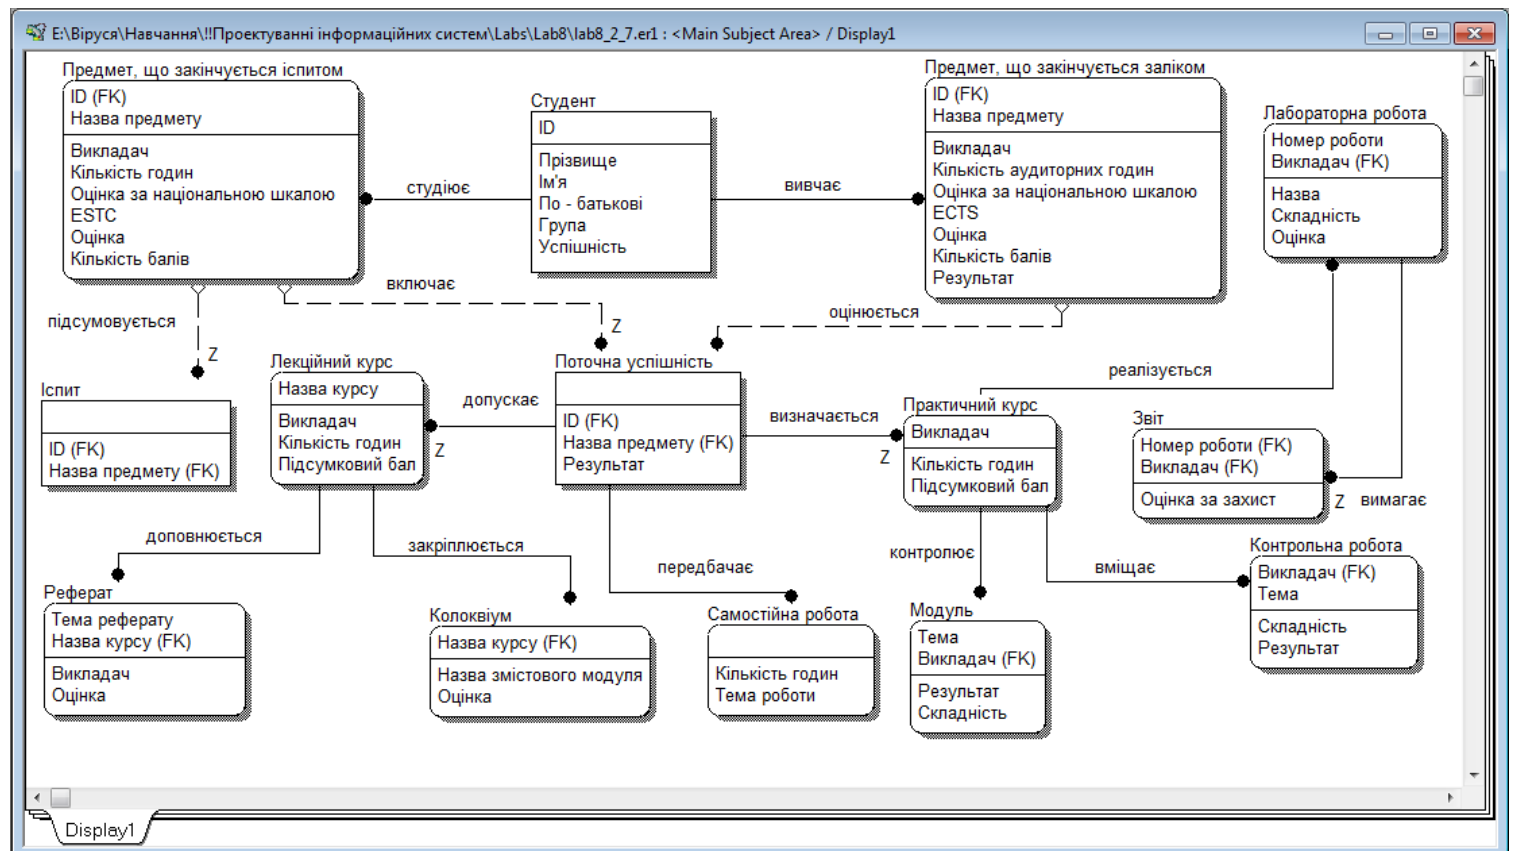 E:\Віруся\Навчання\!!Проектуванні інформаційних систем\Labs\Lab8\lab8_2_7.er1 : <Main Subject Area> / Display1
Предмет, що закінчується іспитом
ID (FK)
Назва предмету
Викладач
Кількість годин
Оцінка за національною шкалою
ESTC
Оцінка
Кількість балів
студіює
Студент
ID
Прізвище
Ім'я
По - батькові
Група
Успішність
вивчає
Предмет, що закінчується заліком
ID (FK)
Назва предмету
Викладач
Кількість аудиторних годин
Оцінка за національною шкалою
ECTS
Оцінка
Кількість балів
Результат
Лабораторна робота
Номер роботи
Викладач (FK)
Назва
Складність
Оцінка
включає
Z
підсумовується
Z
оцінюється
реалізується
Іспит
ID (FK)
Назва предмету (FK)
Лекційний курс
Назва курсу
Викладач
Кількість годин
Підсумковий бал
допускає
Z
Поточна успішність
ID (FK)
Назва предмету (FK)
Результат
визначається
Z
Практичний курс
Викладач
Кількість годин
Підсумковий бал
Звіт
Номер роботи (FK)
Викладач (FK)
Оцінка за захист
Z
вимагає
доповнюється
закріплюється
передбачає
контролює
вміщає
Реферат
Тема реферату
Назва курсу (FK)
Викладач
Оцінка
Колоквіум
Назва курсу (FK)
Назва змістового модуля
Оцінка
Самостійна робота
Кількість годин
Тема роботи
Модуль
Тема
Викладач (FK)
Результат
Складність
Контрольна робота
Викладач (FK)
Тема
Складність
Результат
Display1